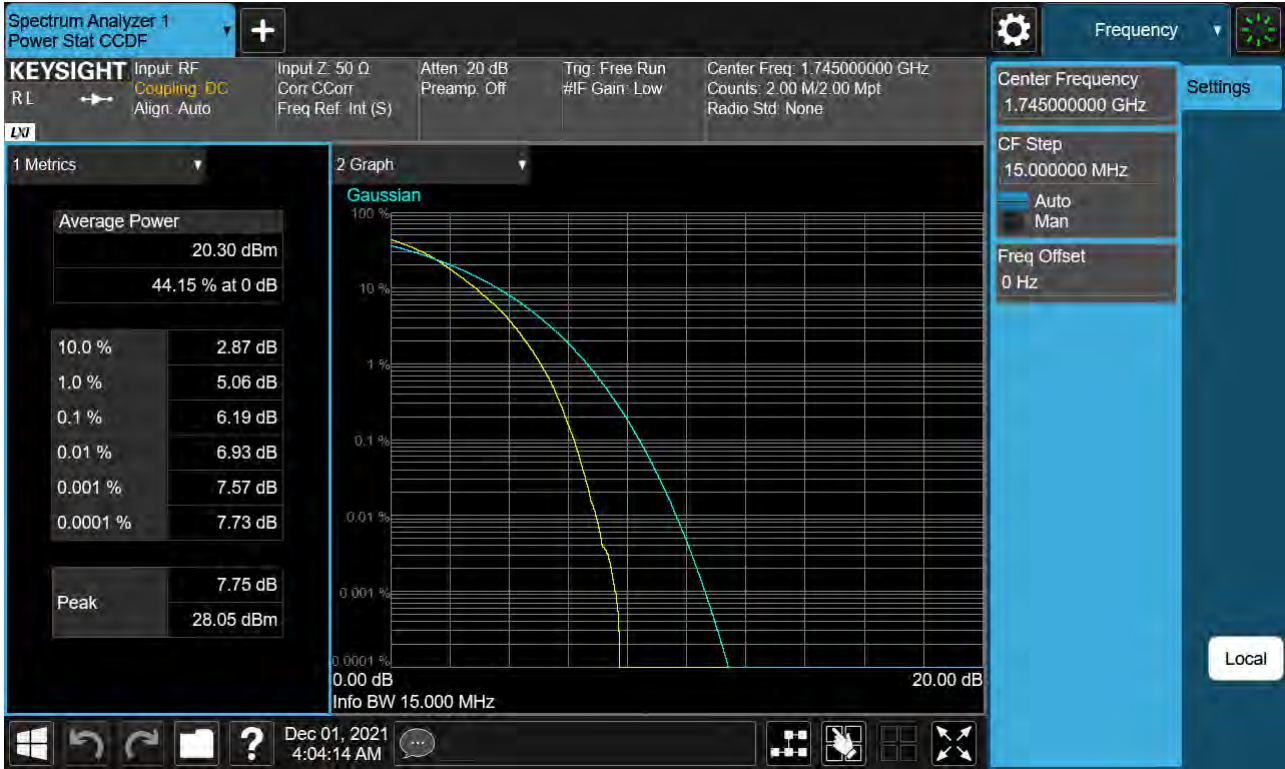 Spectrum Analyzer 1
Power Stat CCDF
+
Frequency
KEYSIGHT
R L
LXI
Input: RF
Coupling: DC
Align: Auto
Input Z: 50 Ω
Corr CCorr
Freq Ref: Int (S)
Atten: 20 dB
Preamp: Off
Trig: Free Run
#IF Gain: Low
Center Freq: 1.745000000 GHz
Counts: 2.00 M/2.00 Mpt
Radio Std: None
Center Frequency
1.745000000 GHz
Settings
CF Step
15.000000 MHz
Auto
Man
Freq Offset
0 Hz
Local
1 Metrics
Average Power
20.30 dBm
44.15 % at 0 dB
10.0 % 2.87 dB
1.0 % 5.06 dB
0.1 % 6.19 dB
0.01 % 6.93 dB
0.001 % 7.57 dB
0.0001 % 7.73 dB
Peak
7.75 dB
28.05 dBm
2 Graph
Gaussian
100 %
10 %
1 %
0.1 %
0.01 %
0.001 %
0.0001 %
0.00 dB 20.00 dB
Info BW 15.000 MHz
?
Dec 01, 2021
4:04:14 AM